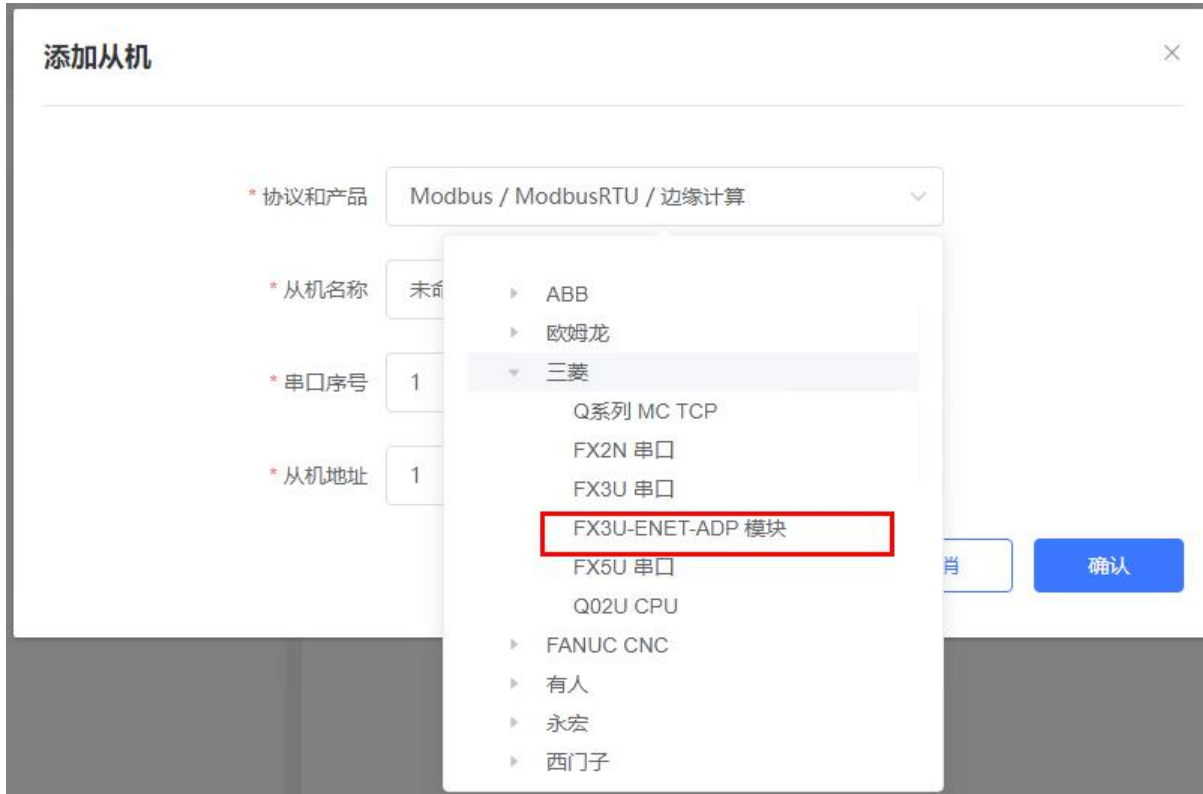 添加从机
* 协议和产品 Modbus / ModbusRTU / 边缘计算
* 从机名称 未命
ABB
欧姆龙
* 串口序号 1
三菱
Q系列 MC TCP
FX2N 串口
* 从机地址 1
FX3U 串口
FX3U-ENET-ADP 模块
FX5U 串口
消 确认
Q02U CPU
FANUC CNC
有人
永宏
西门子